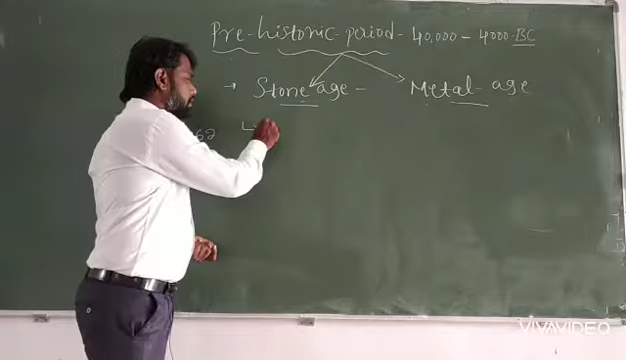 Pre-historic period - 40,000 - 4000 BC
→ Stone age - Metal - age
VIVAVIDEO